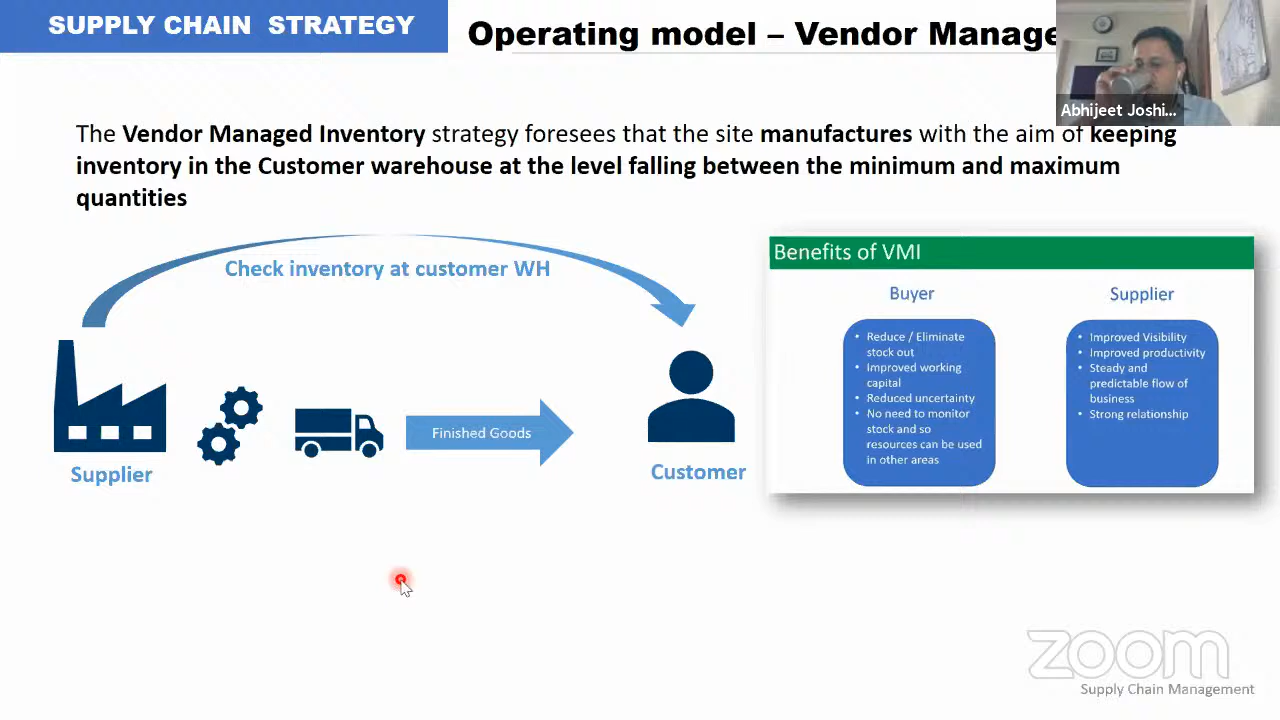 SUPPLY CHAIN STRATEGY
Operating model – Vendor Manage
Abhijeet Joshi...
The Vendor Managed Inventory strategy foresees that the site manufactures with the aim of keeping
inventory in the Customer warehouse at the level falling between the minimum and maximum
quantities
Check inventory at customer WH
Finished Goods
Supplier
Customer
Benefits of VMI
Buyer
• Reduce / Eliminate
stock out
• Improved working
capital
• Reduced uncertainty
• No need to monitor
stock and so
resources can be used
in other areas
Supplier
• Improved Visibility
• Improved productivity
• Steady and
predictable flow of
business
• Strong relationship
zoom
Supply Chain Management